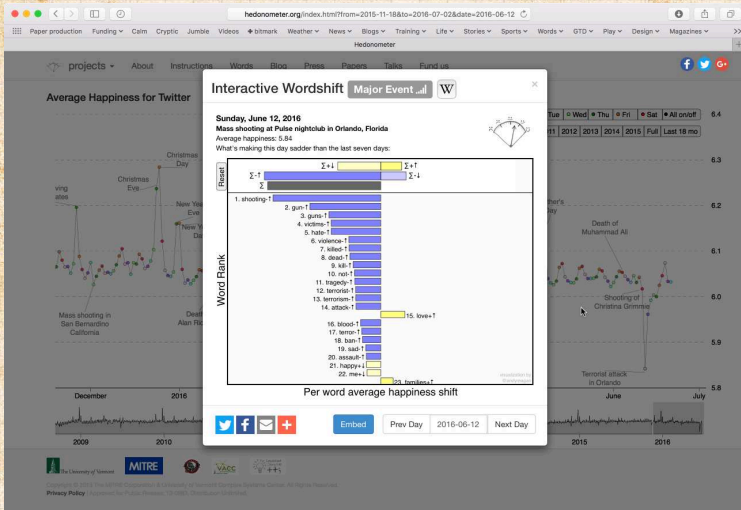 hedonometer.org/index.html?from=2015-11-18&to=2016-07-02&date=2016-06-12
Paper production Funding Calm Cryptic Jumble Videos bitmark Weather News Blogs Training Life Stories Sports Words GTD Play Design Magazines
Hedonometer
projects About Instructions Words Blog Press Papers Talks Fund us
Average Happiness for Twitter
Tue Wed Thu Fri Sat All on/off
2012 2013 2014 2015 Full Last 18 mo
Christmas
Day
Christmas
Eve
New Year
Eve
Mass shooting in
San Bernardino
California
Death of
Muhammad Ali
Shooting of
Christina Grimmie
Terrorist attack
in Orlando
6.4
6.3
6.2
6.1
6.0
5.9
5.8
December
January
June
July
2009
2010
2015
2016
Interactive Wordshift Major Event W
×
Sunday, June 12, 2016
Mass shooting at Pulse nightclub in Orlando, Florida
Average happiness: 5.84
What's making this day sadder than the last seven days:
Reset
Σ+↓ Σ+↑
Σ-↑ Σ-↓
Σ
Word Rank
1. shooting-↑
2. gun-↑
3. guns-↑
4. victims-↑
5. hate-↑
6. violence-↑
7. killed-↑
8. dead-↑
9. kill-↑
10. not-↑
11. tragedy-↑
12. terrorist-↑
13. terrorism-↑
14. attack-↑
15. love+↑
16. blood-↑
17. terror-↑
18. ban-↑
19. sad-↑
20. assault-↑
21. happy+↓
22. me+↓
23. families+↑
Per word average happiness shift
Embed Prev Day 2016-06-12 Next Day
The University of Vermont
MITRE
VACC
Privacy Policy